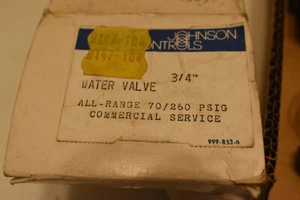 JOHNSON
CONTROLS
WATER VALVE 3/4"
ALL-RANGE 70/260 PSIG
COMMERCIAL SERVICE
999-853-6